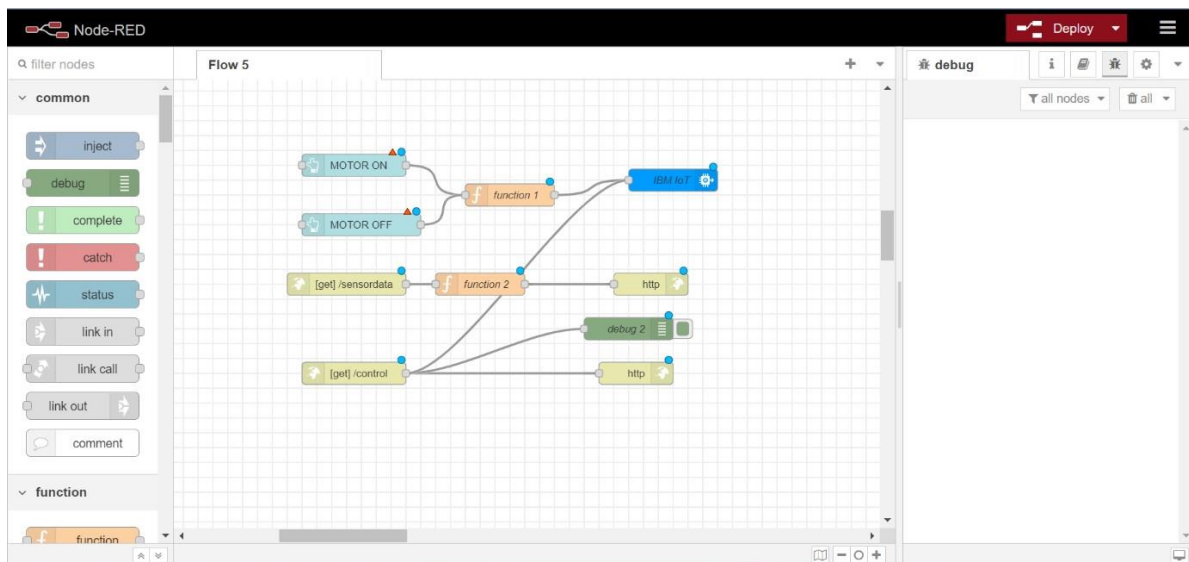 Node-RED
Deploy
filter nodes
common
inject
debug
complete
catch
status
link in
link call
link out
comment
function
function
Flow 5
MOTOR ON
MOTOR OFF
function 1
IBM IoT
[get] /sensordata
function 2
http
debug 2
[get] /control
http
debug
i
all nodes
all